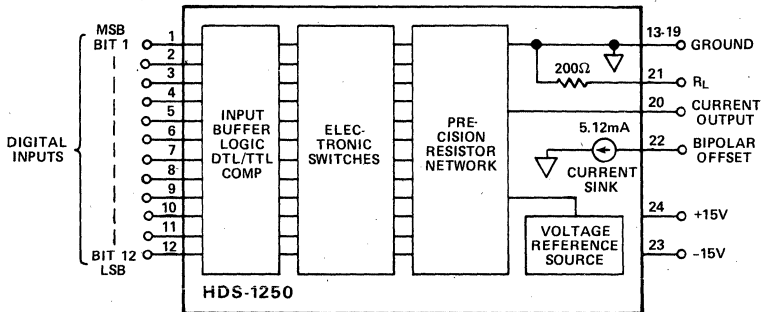 MSB
BIT 1
1
2
3
4
5
6
7
8
9
10
11
12
BIT 12
LSB
DIGITAL
INPUTS
INPUT
BUFFER
LOGIC
DTL/TTL
COMP
ELEC-
TRONIC
SWITCHES
PRE-
CISION
RESISTOR
NETWORK
13-19
GROUND
200Ω
21
RL
20
CURRENT
OUTPUT
5.12mA
22
BIPOLAR
OFFSET
CURRENT
SINK
24
+15V
VOLTAGE
REFERENCE
SOURCE
23
-15V
HDS-1250